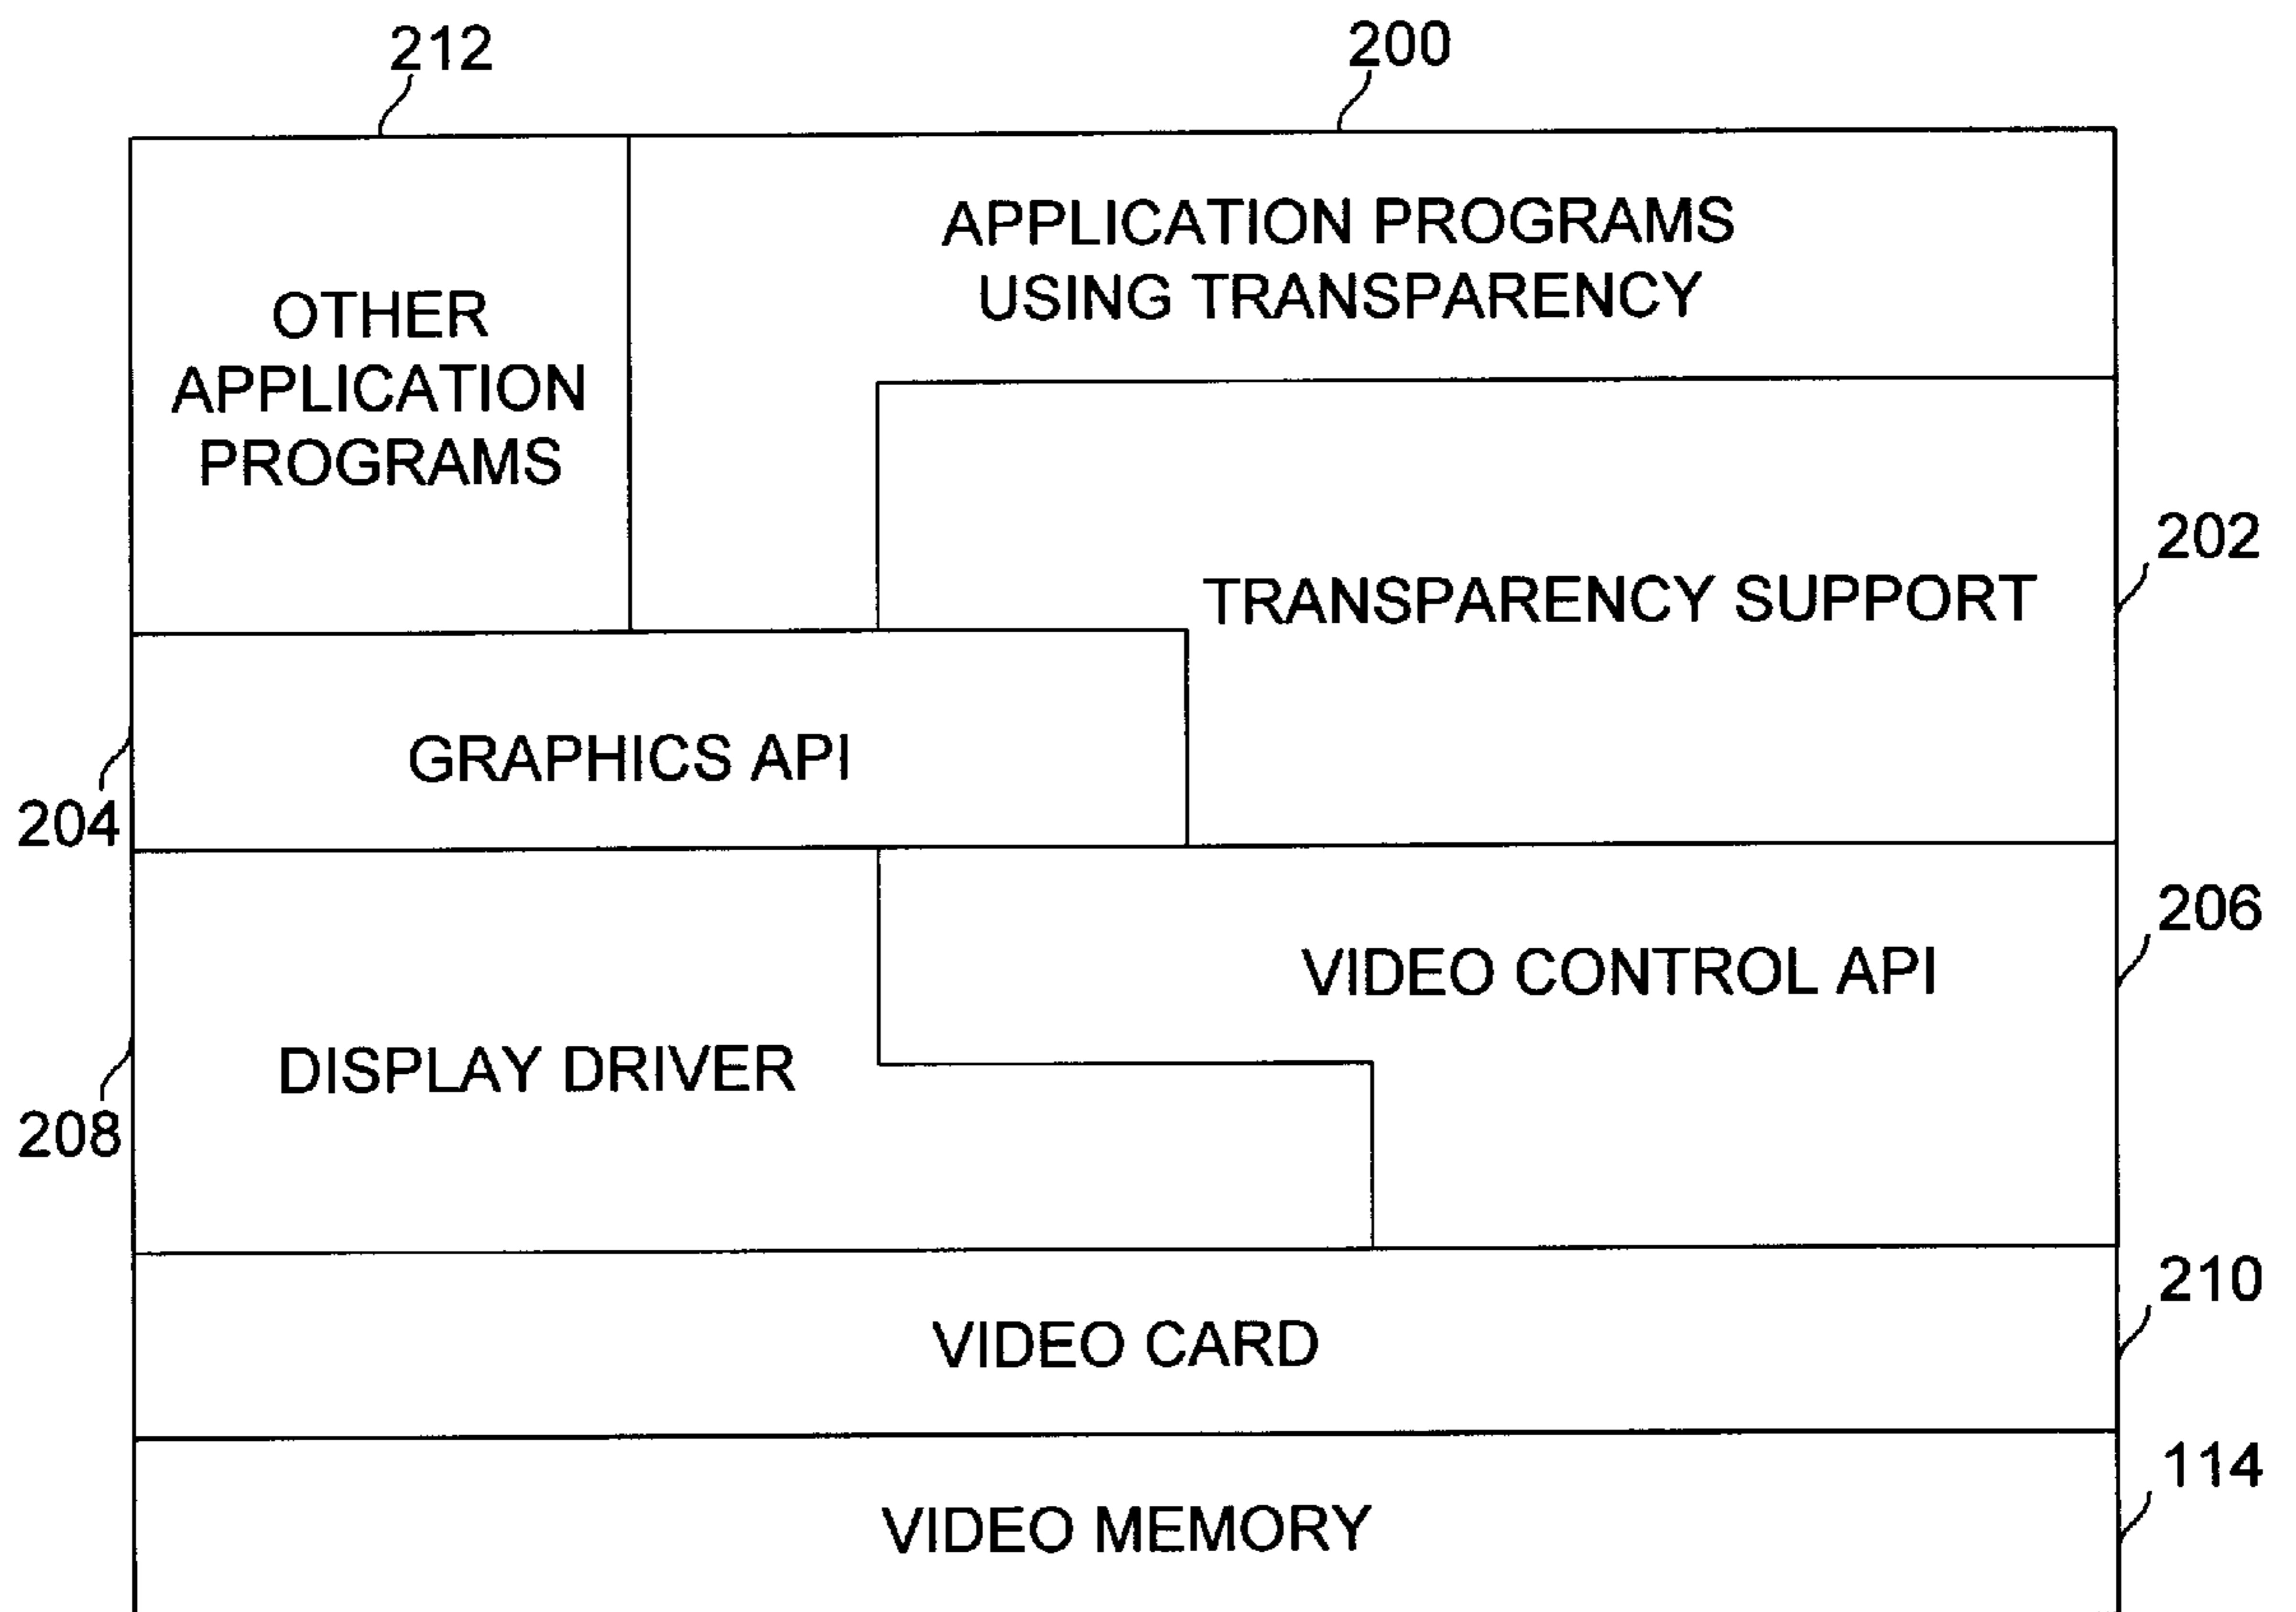 212
200
APPLICATION PROGRAMS
USING TRANSPARENCY
OTHER
APPLICATION
PROGRAMS
202
TRANSPARENCY SUPPORT
GRAPHICS API
204
206
VIDEO CONTROL API
DISPLAY DRIVER
208
210
VIDEO CARD
114
VIDEO MEMORY